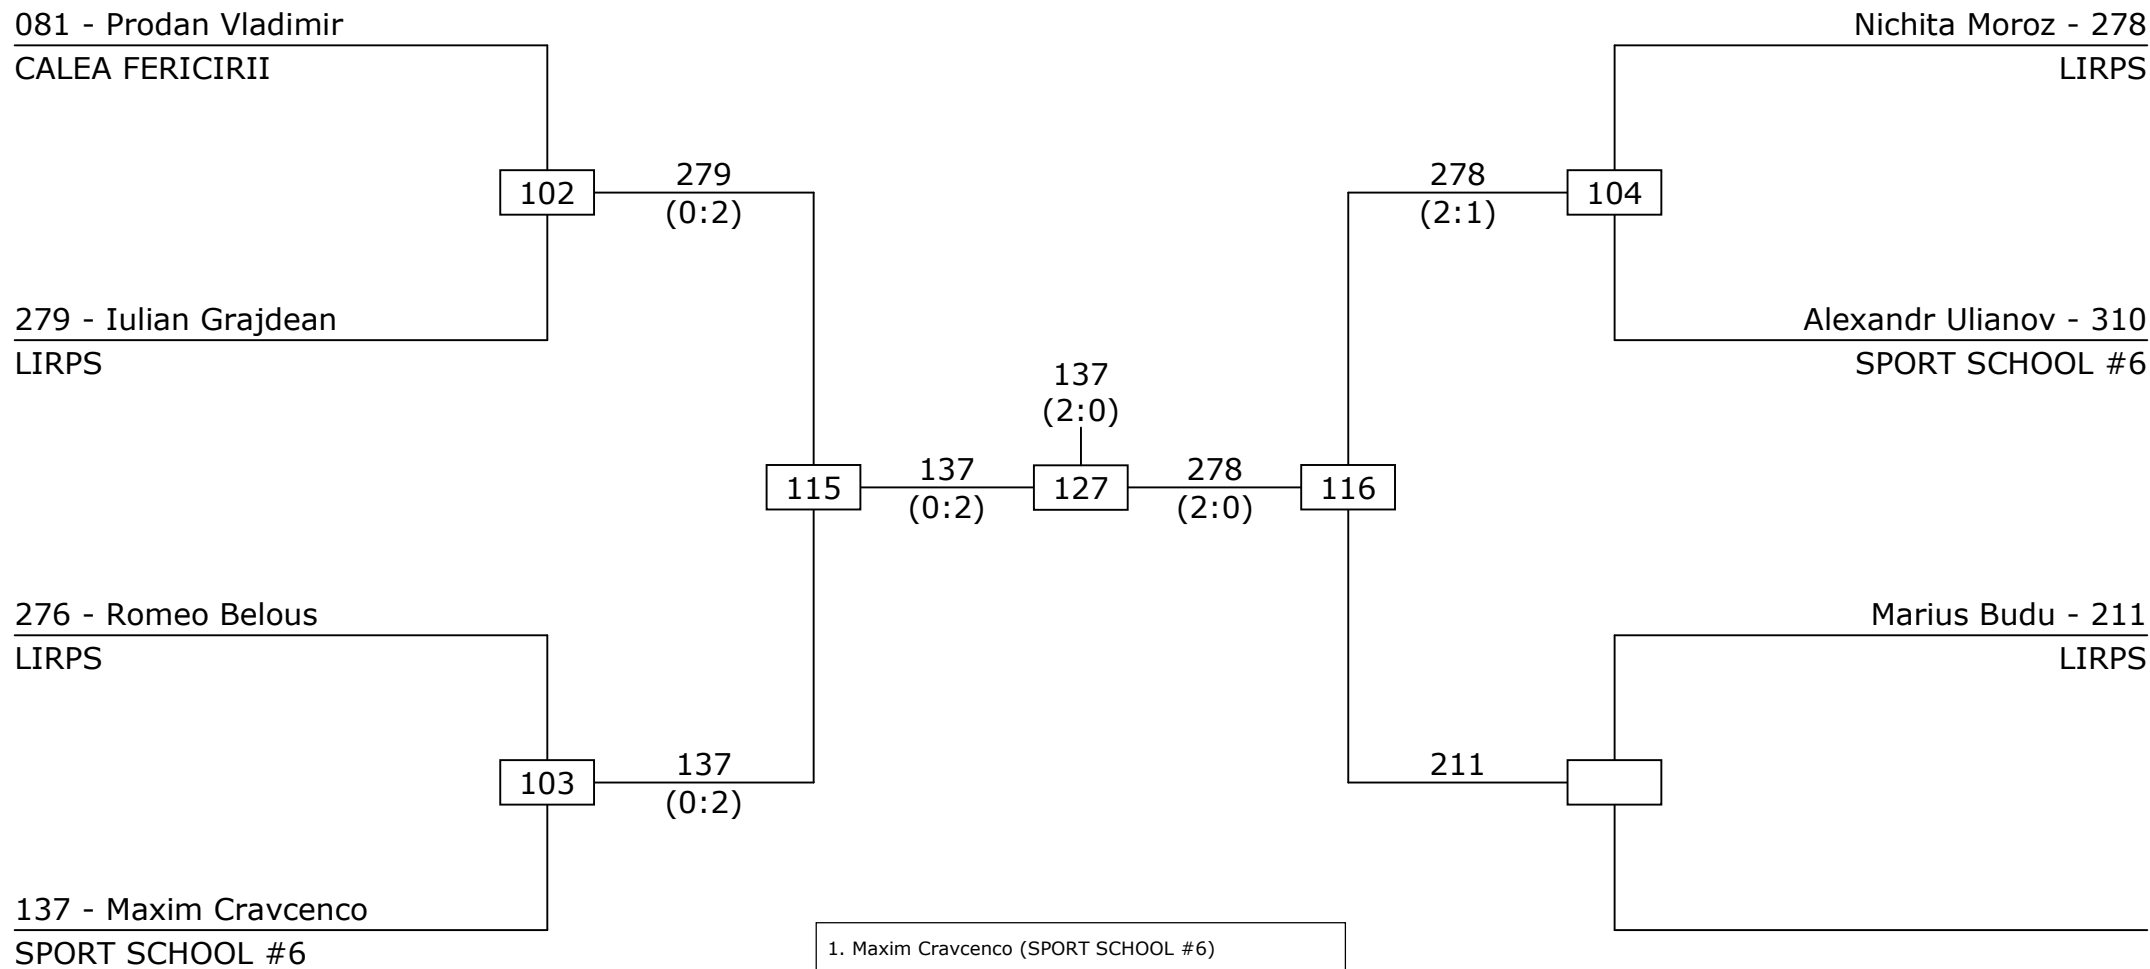 081 - Prodan Vladimir
CALEA FERICIRII
102
279
(0:2)
279 - Iulian Grajdean
LIRPS
115
137
(0:2)
276 - Romeo Belous
LIRPS
103
137
(0:2)
137 - Maxim Cravcenco
SPORT SCHOOL #6
137
(2:0)
127
Nichita Moroz - 278
LIRPS
278
(2:1)
104
Alexandr Ulianov - 310
SPORT SCHOOL #6
278
(2:0)
116
Marius Budu - 211
LIRPS
211
1. Maxim Cravcenco (SPORT SCHOOL #6)